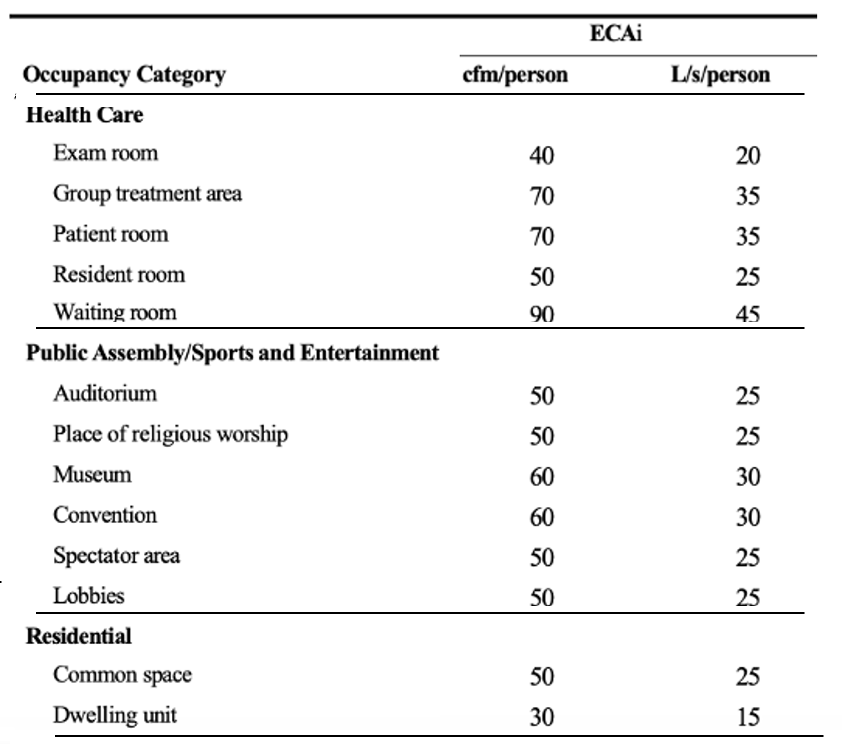 ECAi
Occupancy Category cfm/person L/s/person
Health Care
Exam room 40 20
Group treatment area 70 35
Patient room 70 35
Resident room 50 25
Waiting room 90 45
Public Assembly/Sports and Entertainment
Auditorium 50 25
Place of religious worship 50 25
Museum 60 30
Convention 60 30
Spectator area 50 25
Lobbies 50 25
Residential
Common space 50 25
Dwelling unit 30 15